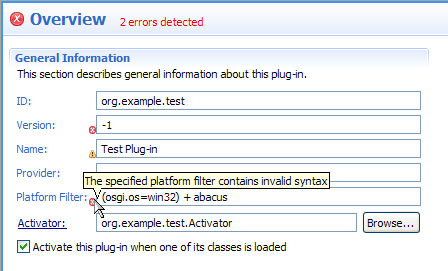 Overview 2 errors detected
General Information
This section describes general information about this plug-in.
ID: org.example.test
Version: -1
Name: Test Plug-in
Provider:
The specified platform filter contains invalid syntax
Platform Filter: (osgi.os=win32) + abacus
Activator: org.example.test.Activator Browse...
Activate this plug-in when one of its classes is loaded